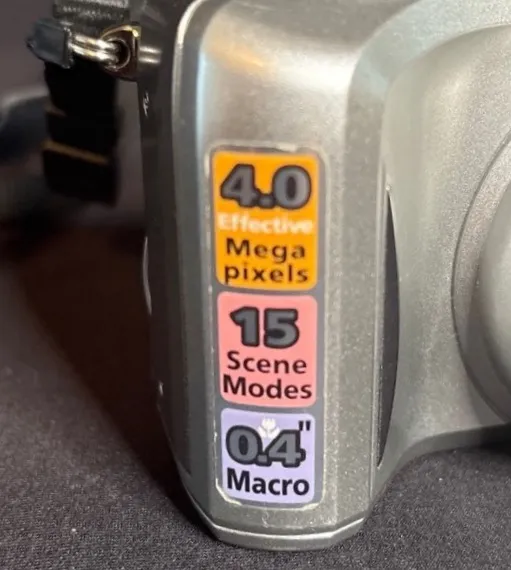 4.0
Effective
Mega
pixels
15
Scene
Modes
0.4"
Macro